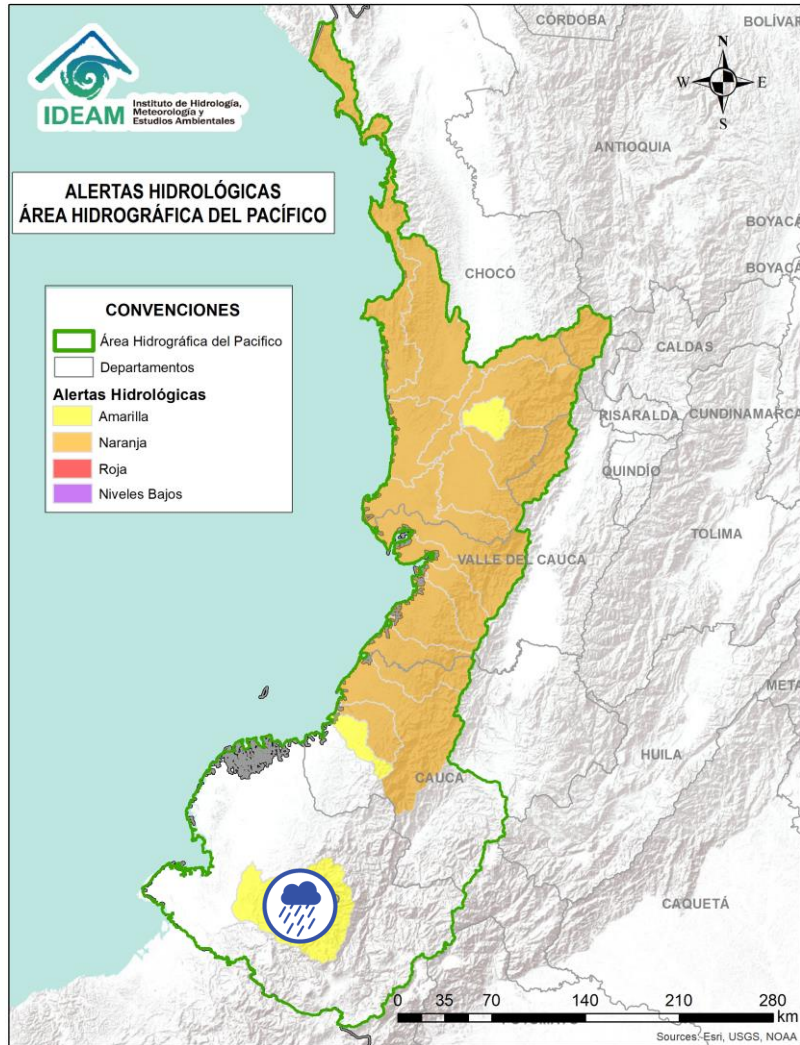 CÓRDOBA
BOLÍVAR
N
W
E
S
IDEAM
Instituto de Hidrología,
Meteorología y
Estudios Ambientales
ANTIOQUIA
ALERTAS HIDROLÓGICAS
ÁREA HIDROGRÁFICA DEL PACÍFICO
BOYACÁ
BOYACÁ
CHOCÓ
CONVENCIONES
Área Hidrográfica del Pacifico
Departamentos
Alertas Hidrológicas
Amarilla
Naranja
Roja
Niveles Bajos
CALDAS
RISARALDA
CUNDINAMARCA
QUINDÍO
TOLIMA
VALLE DEL CAUCA
META
HUILA
CAUCA
CAQUETÁ
0 35 70 140 210 280
km
Sources: Esri, USGS, NOAA